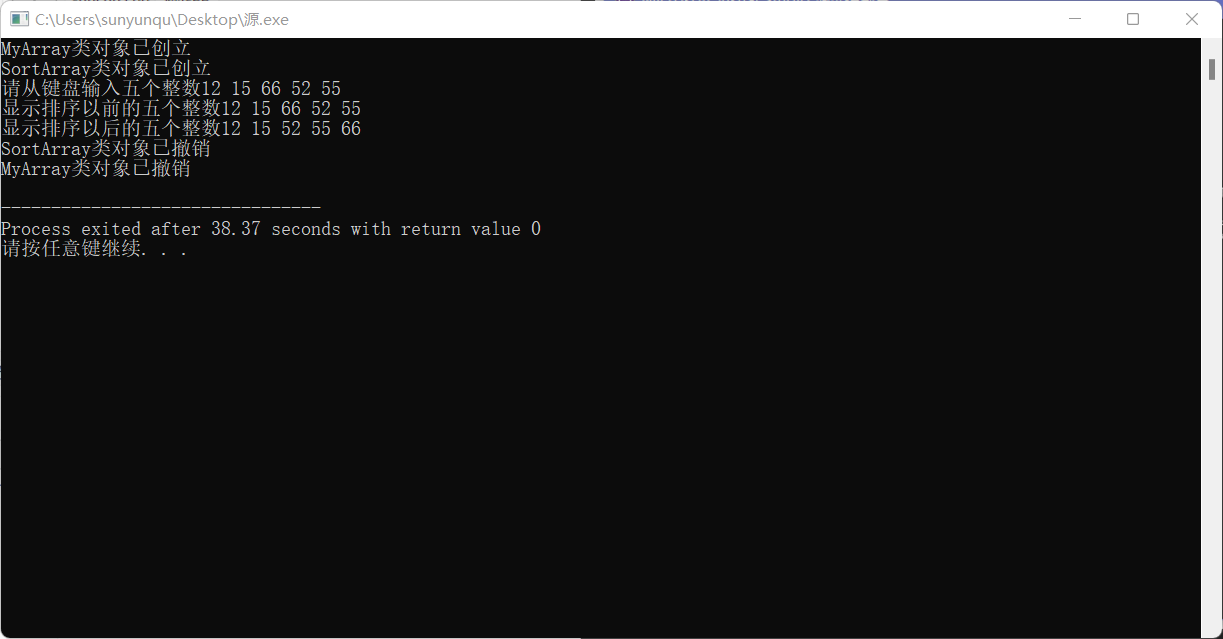 C:\Users\sunyunqu\Desktop\源.exe
MyArray类对象已创立
SortArray类对象已创立
请从键盘输入五个整数12 15 66 52 55
显示排序以前的五个整数12 15 66 52 55
显示排序以后的五个整数12 15 52 55 66
SortArray类对象已撤销
MyArray类对象已撤销
--------------------------------
Process exited after 38.37 seconds with return value 0
请按任意键继续. . .